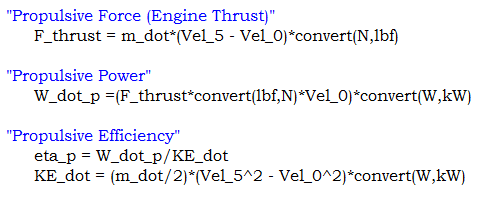 "Propulsive Force (Engine Thrust)"
F_thrust = m_dot*(Vel_5 - Vel_0)*convert(N,lbf)
"Propulsive Power"
W_dot_p =(F_thrust*convert(lbf,N)*Vel_0)*convert(W,kW)
"Propulsive Efficiency"
eta_p = W_dot_p/KE_dot
KE_dot = (m_dot/2)*(Vel_5^2 - Vel_0^2)*convert(W,kW)